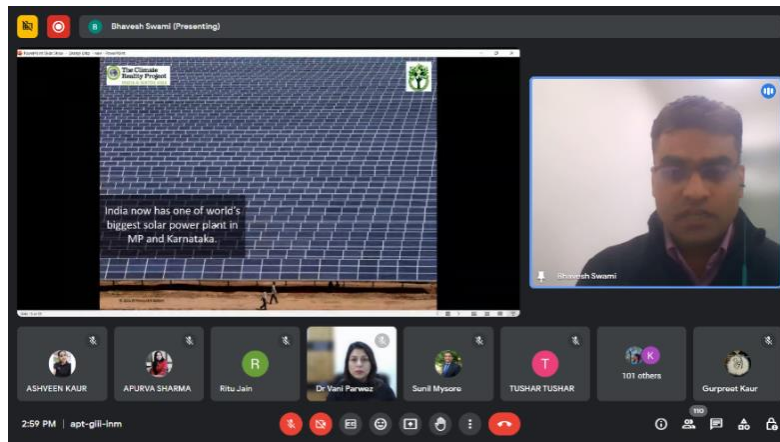 R Bhavesh Swami (Presenting)
The Climate
Reality Project
India now has one of world's
biggest solar power plant in
MP and Karnataka.
Bhavesh Swami
R
T
K
ASHVEEN KAUR
APURVA SHARMA
Ritu Jain
Dr Vani Parwez
Sunil Mysore
TUSHAR TUSHAR
101 others
Gurpreet Kaur
2:59 PM | apt-giii-inm
110